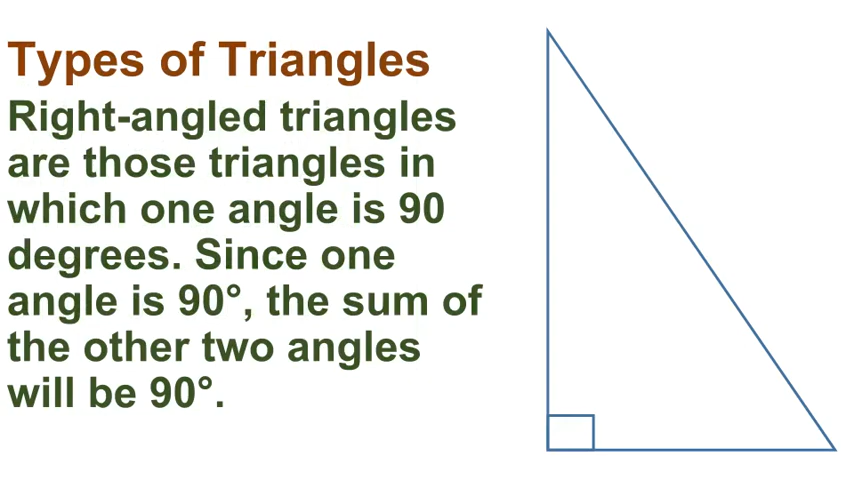 Types of Triangles
Right-angled triangles
are those triangles in
which one angle is 90
degrees. Since one
angle is 90°, the sum of
the other two angles
will be 90°.